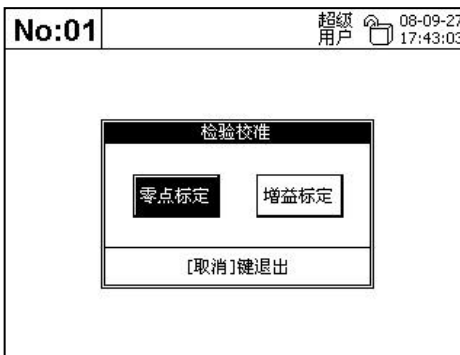 No:01
超级 08-09-27
用户 17:43:03
检验校准
零点标定 增益标定
[取消]键退出